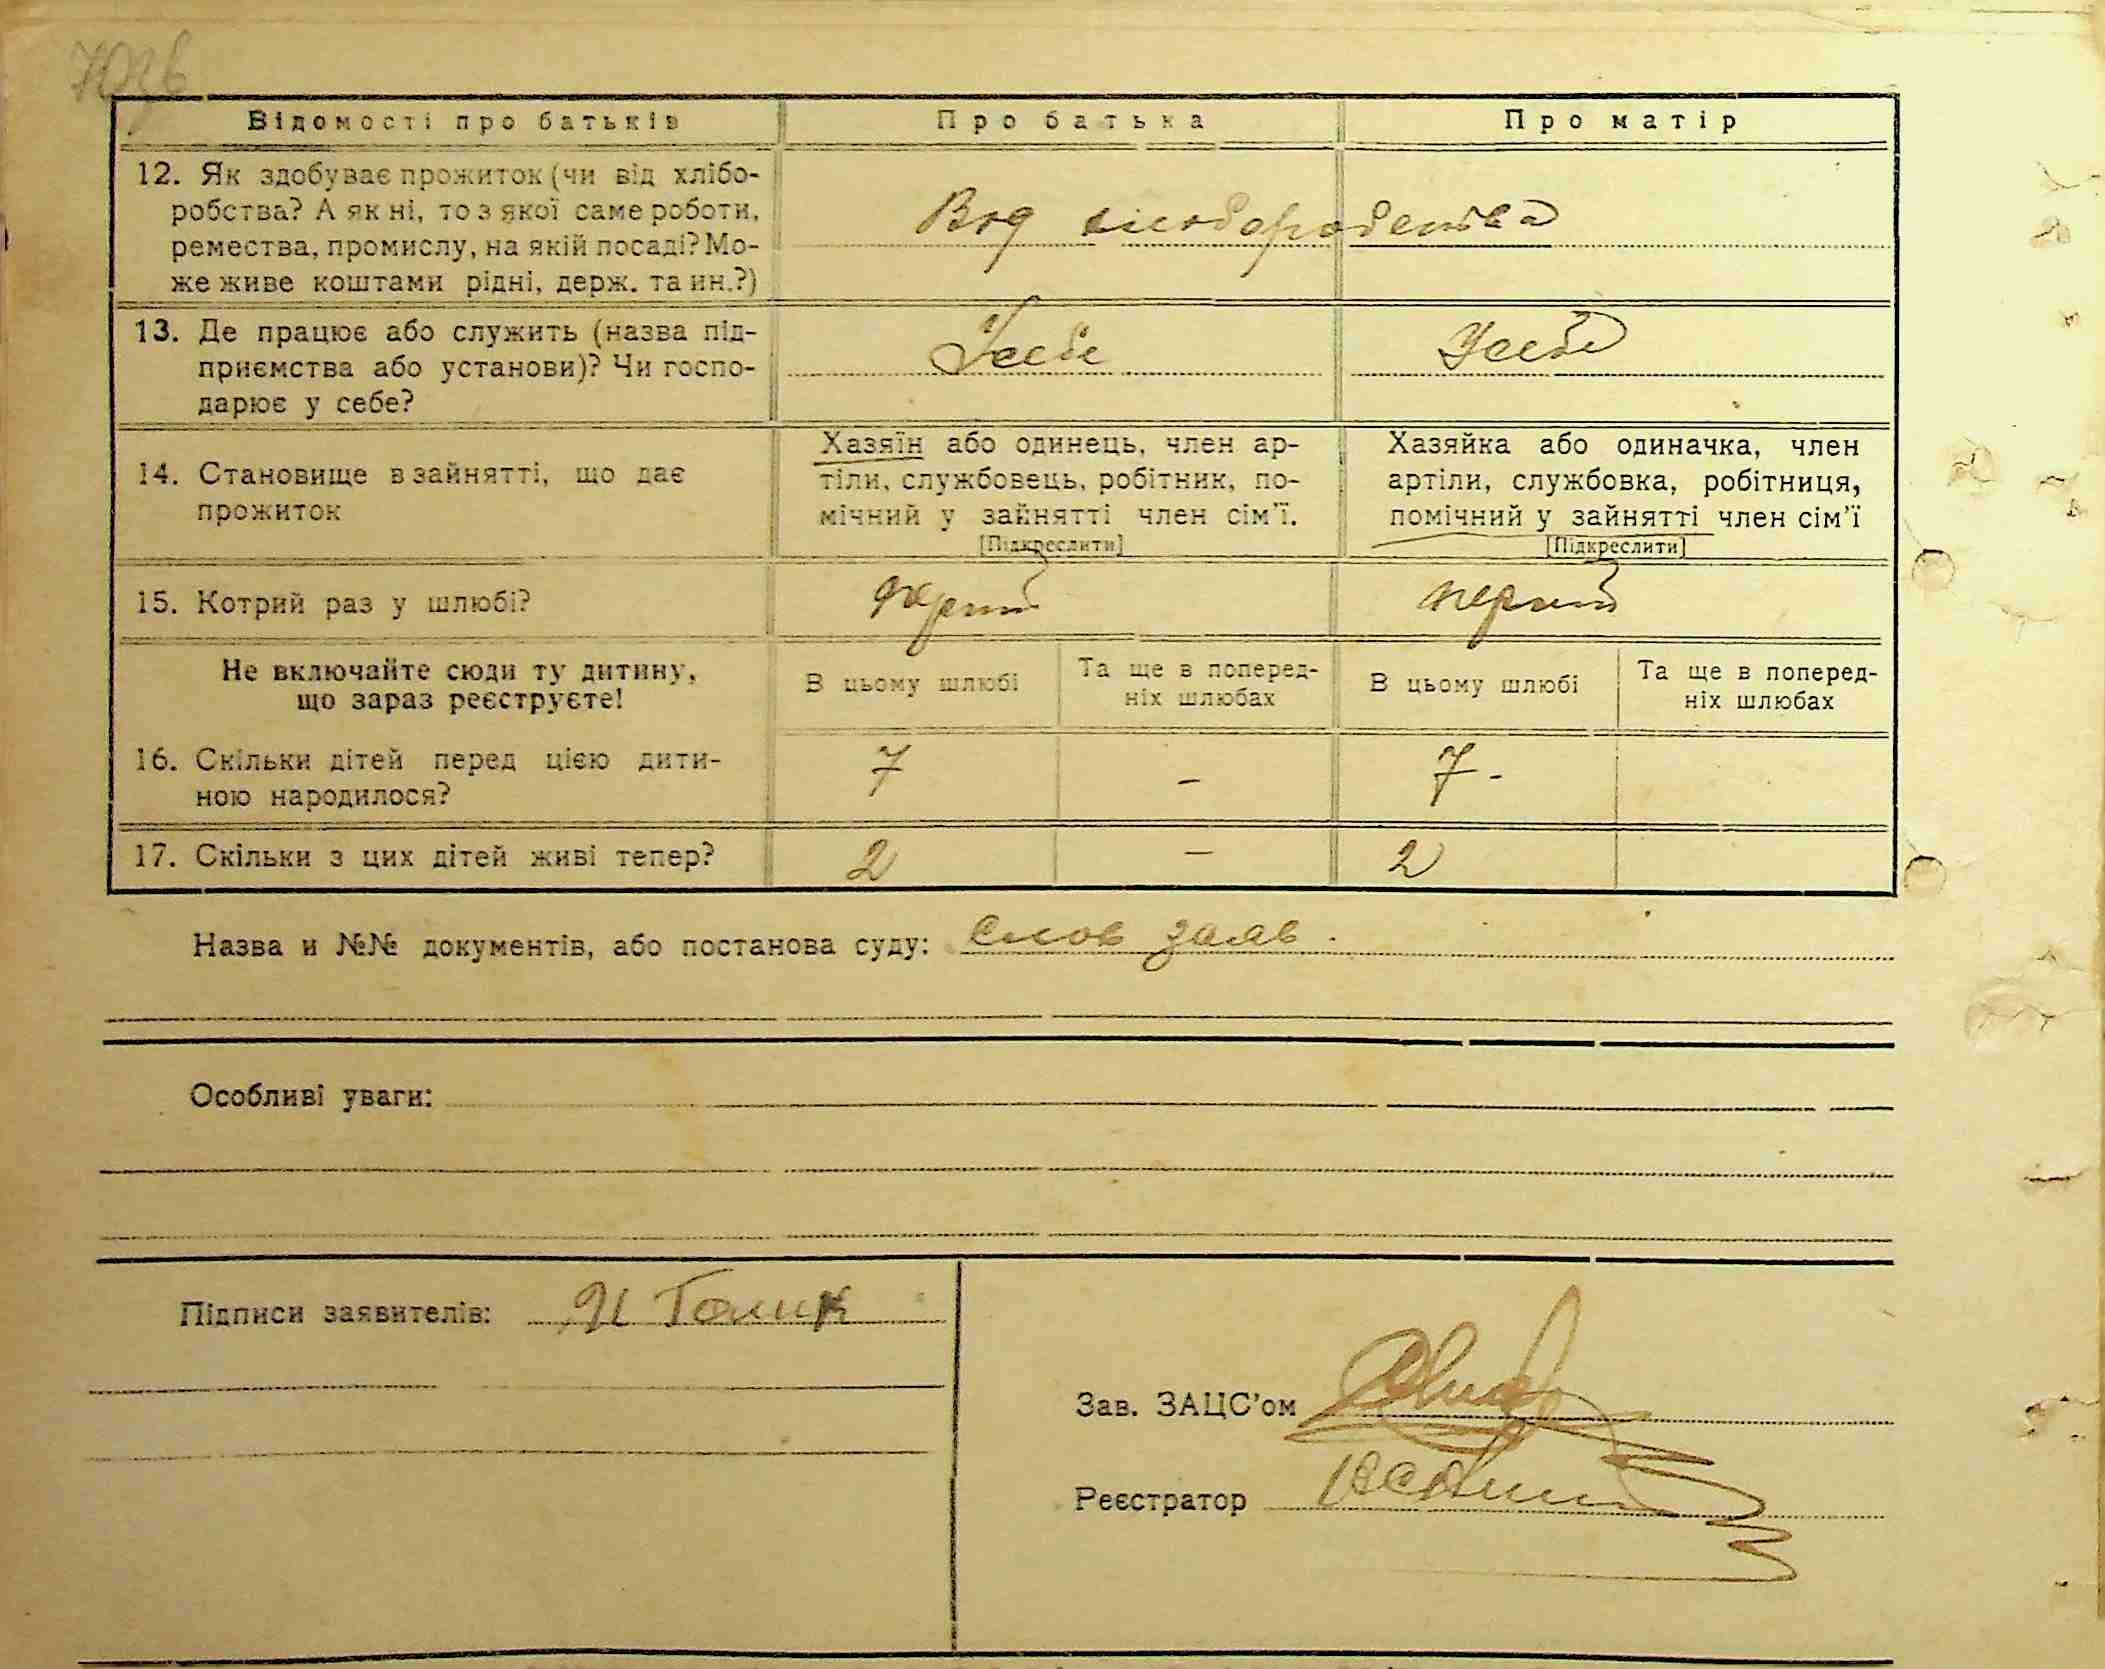 Відомості про батьків Про батька Про матір
12. Як здобуває прожиток (чи від хлібо-
робства? А як ні, то з якої саме роботи,
ремества, промислу, на якій посаді? Мо-
же живе коштами рідні, держ. та ин.?)
Вод хлоборобства
13. Де працює або служить (назва під-
приємства або установи)? Чи госпо-
дарює у себе?
Усебе Усебе
14. Становище в зайнятті, що дає
прожиток
Хазяїн або одинець, член ар-
тіли, службовець, робітник, по-
мічний у зайнятті член сім'ї.
[Підкреслити]
Хазяйка або одиначка, член
артіли, службовка, робітниця,
помічний у зайнятті член сім'ї
[Підкреслити]
15. Котрий раз у шлюбі? перший перший
Не включайте сюди ту дитину,
що зараз реєструєте!
В цьому шлюбі
Та ще в поперед-
ніх шлюбах
В цьому шлюбі
Та ще в поперед-
ніх шлюбах
16. Скільки дітей перед цією дити-
ною народилося?
7 - 7 -
17. Скільки з цих дітей живі тепер? 2 - 2
Назва и №№ документів, або постанова суду: слов заяв.
Особливі уваги:
Підписи заявителів: И Голик
Зав. ЗАЦС'ом
Реєстратор